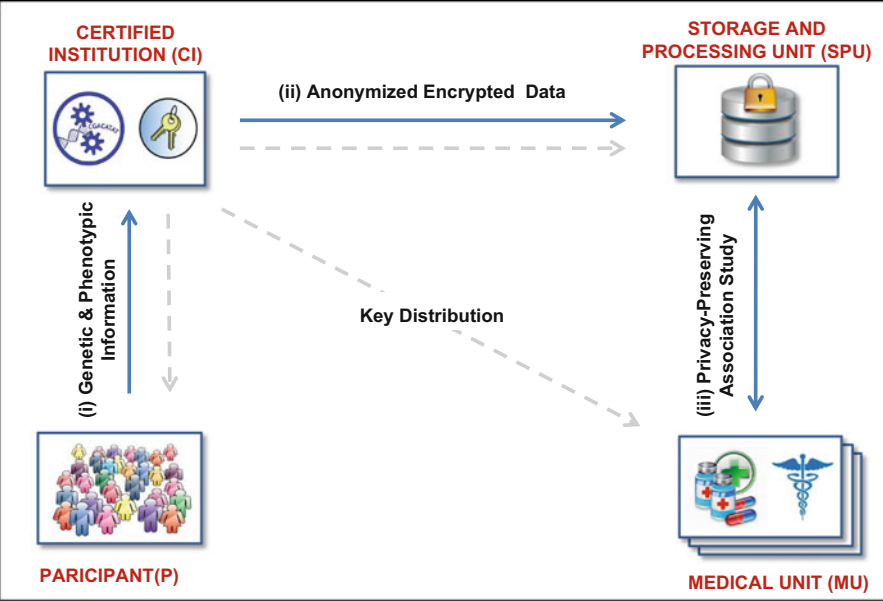 CERTIFIED
INSTITUTION (CI)
STORAGE AND
PROCESSING UNIT (SPU)
(ii) Anonymized Encrypted Data
CGACATAT
(i) Genetic & Phenotypic
Information
Key Distribution
(iii) Privacy-Preserving
Association Study
PARICIPANT(P)
MEDICAL UNIT (MU)